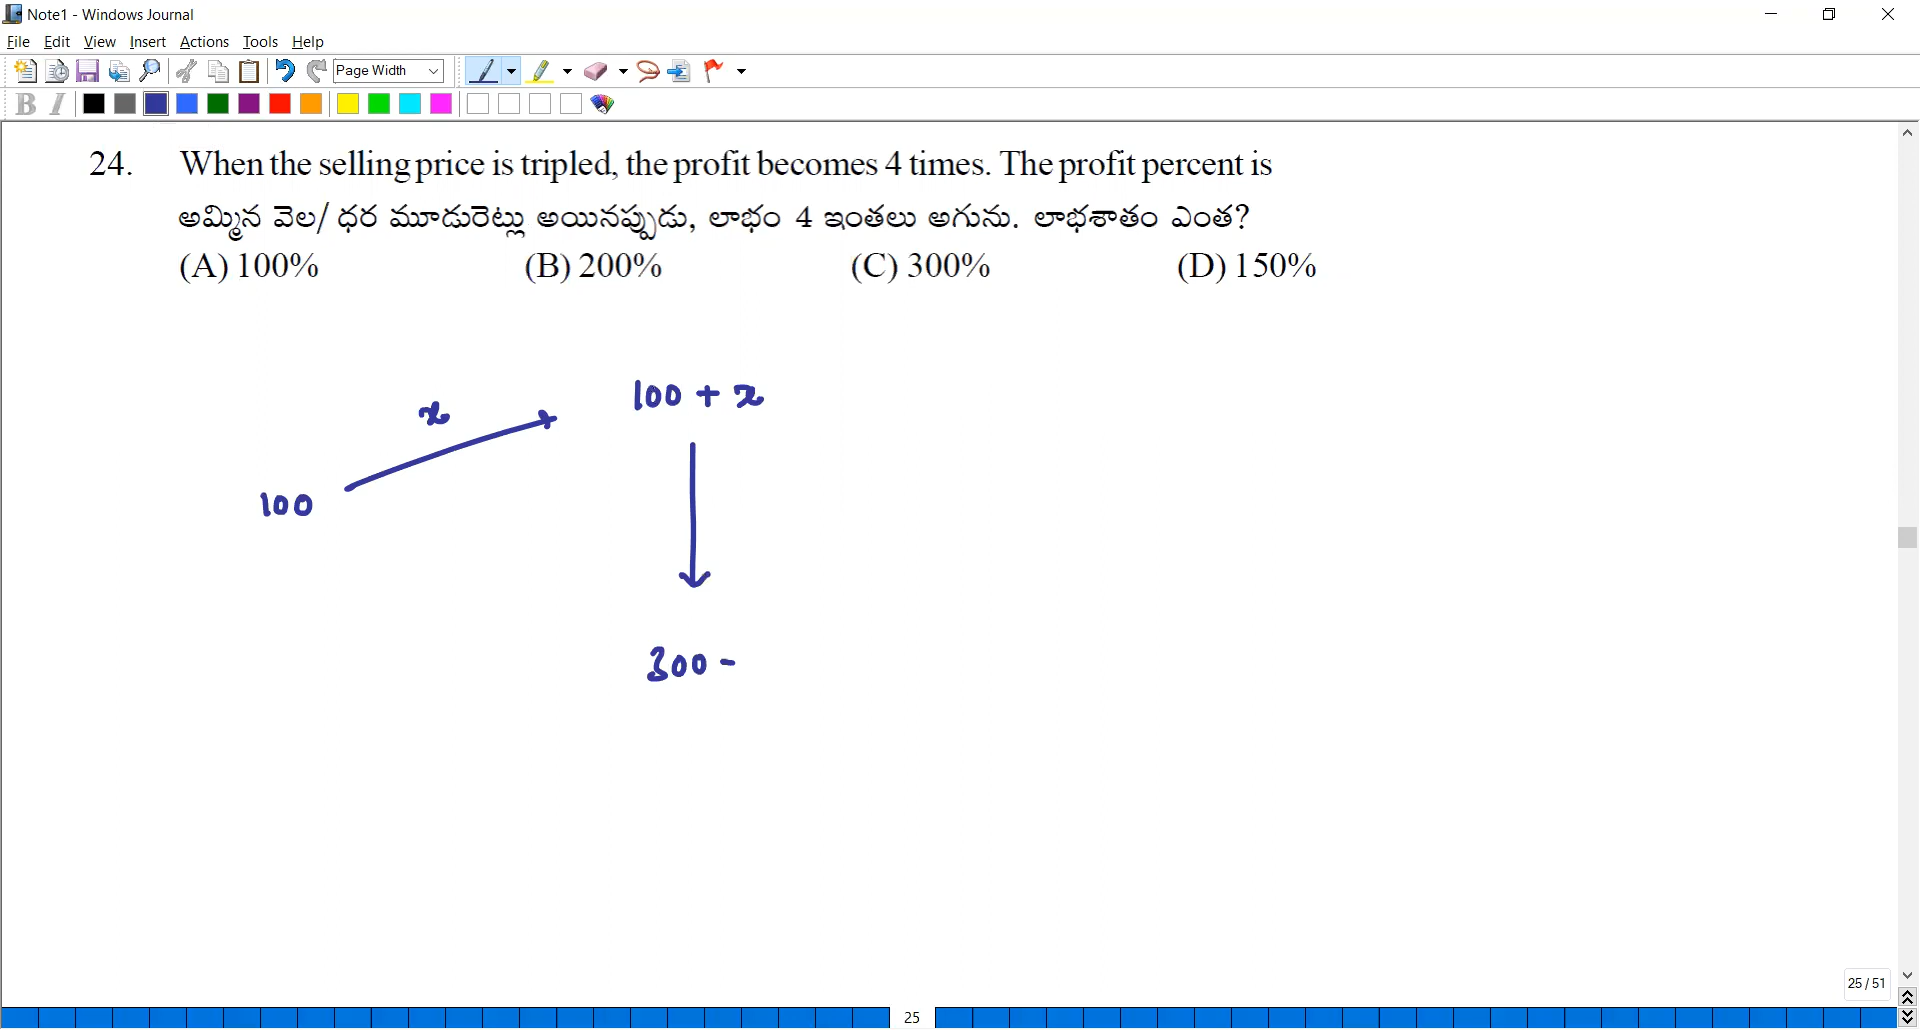 Note1 - Windows Journal
File Edit View Insert Actions Tools Help
Page Width
B I
24. When the selling price is tripled, the profit becomes 4 times. The profit percent is
అమ్మిన వెల/ ధర మూడురెట్లు అయినప్పుడు, లాభం 4 ఇంతలు అగును. లాభశాతం ఎంత?
(A) 100% (B) 200% (C) 300% (D) 150%
100 + x
x
100
300 -
25 / 51
25